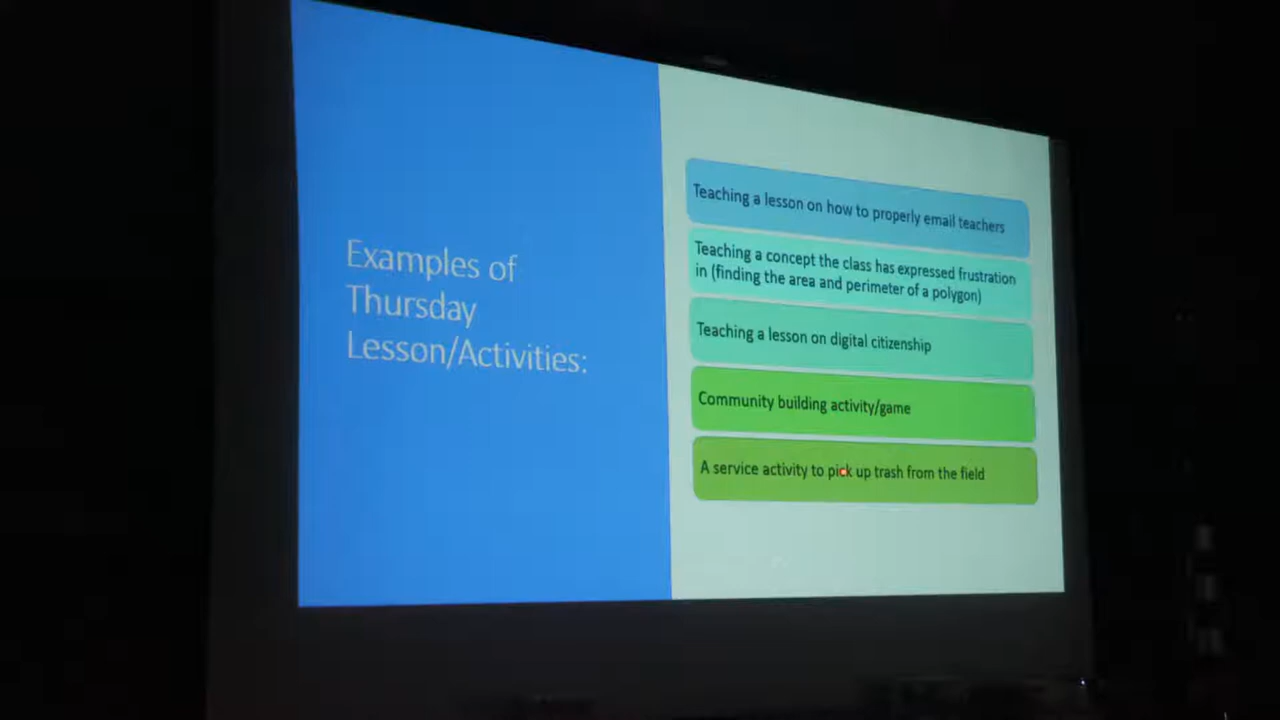 Examples of
Thursday
Lesson/Activities:
Teaching a lesson on how to properly email teachers
Teaching a concept the class has expressed frustration
in (finding the area and perimeter of a polygon)
Teaching a lesson on digital citizenship
Community building activity/game
A service activity to pick up trash from the field